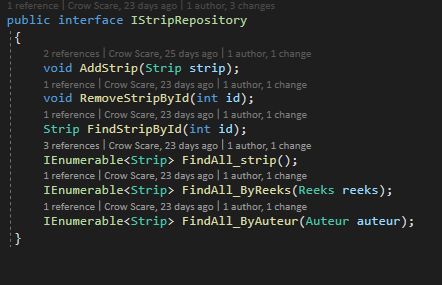 1 reference | Crow Scare, 23 days ago | 1 author, 3 changes
public interface IStripRepository
{
2 references | Crow Scare, 25 days ago | 1 author, 1 change
void AddStrip(Strip strip);
1 reference | Crow Scare, 23 days ago | 1 author, 1 change
void RemoveStripById(int id);
1 reference | Crow Scare, 23 days ago | 1 author, 1 change
Strip FindStripById(int id);
3 references | Crow Scare, 23 days ago | 1 author, 1 change
IEnumerable<Strip> FindAll_strip();
1 reference | Crow Scare, 23 days ago | 1 author, 1 change
IEnumerable<Strip> FindAll_ByReeks(Reeks reeks);
1 reference | Crow Scare, 23 days ago | 1 author, 1 change
IEnumerable<Strip> FindAll_ByAuteur(Auteur auteur);
}